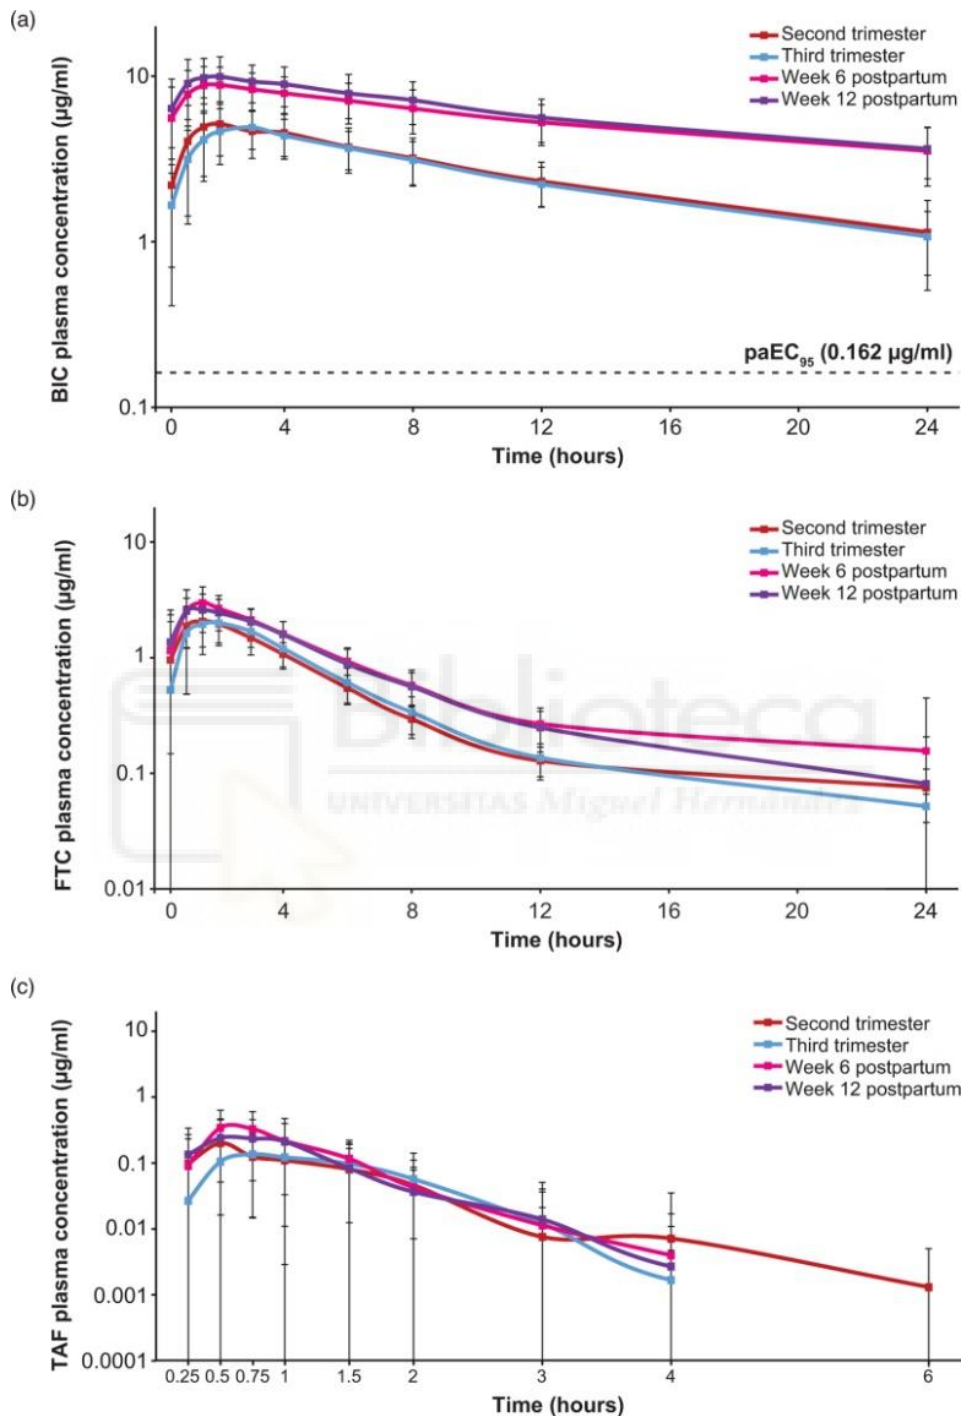 (a)
BIC plasma concentration (µg/ml)
10
1
0.1
Second trimester
Third trimester
Week 6 postpartum
Week 12 postpartum
paEC95 (0.162 µg/ml)
0 4 8 12 16 20 24
Time (hours)
(b)
FTC plasma concentration (µg/ml)
10
1
0.1
0.01
Second trimester
Third trimester
Week 6 postpartum
Week 12 postpartum
Biblioteca
UNIVERSITAS Miguel Hernández
0 4 8 12 16 20 24
Time (hours)
(c)
TAF plasma concentration (µg/ml)
10
1
0.1
0.01
0.001
0.0001
Second trimester
Third trimester
Week 6 postpartum
Week 12 postpartum
0.25 0.5 0.75 1 1.5 2 3 4 6
Time (hours)